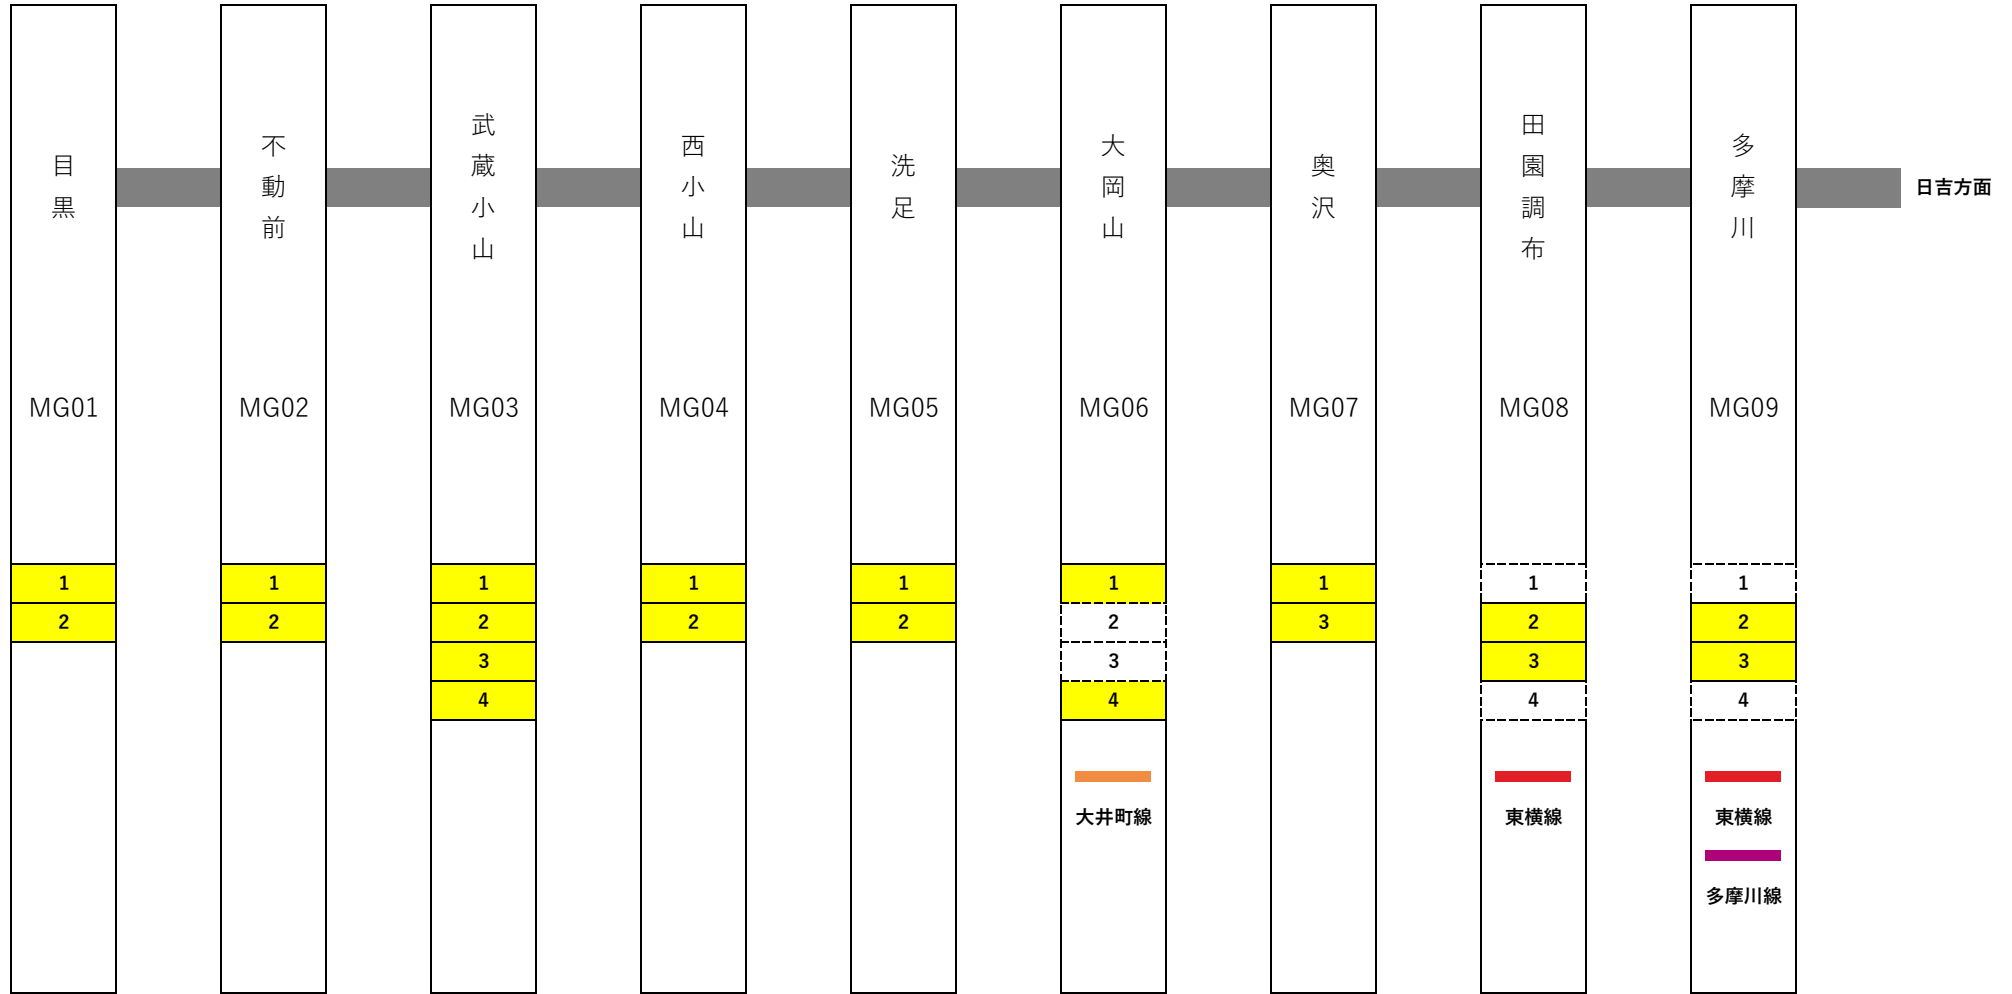 目黒
MG01
1
2
不動前
MG02
1
2
武蔵小山
MG03
1
2
3
4
西小山
MG04
1
2
洗足
MG05
1
2
大岡山
MG06
1
2
3
4
大井町線
奥沢
MG07
1
3
田園調布
MG08
1
2
3
4
東横線
多摩川
MG09
1
2
3
4
東横線
多摩川線
日吉方面